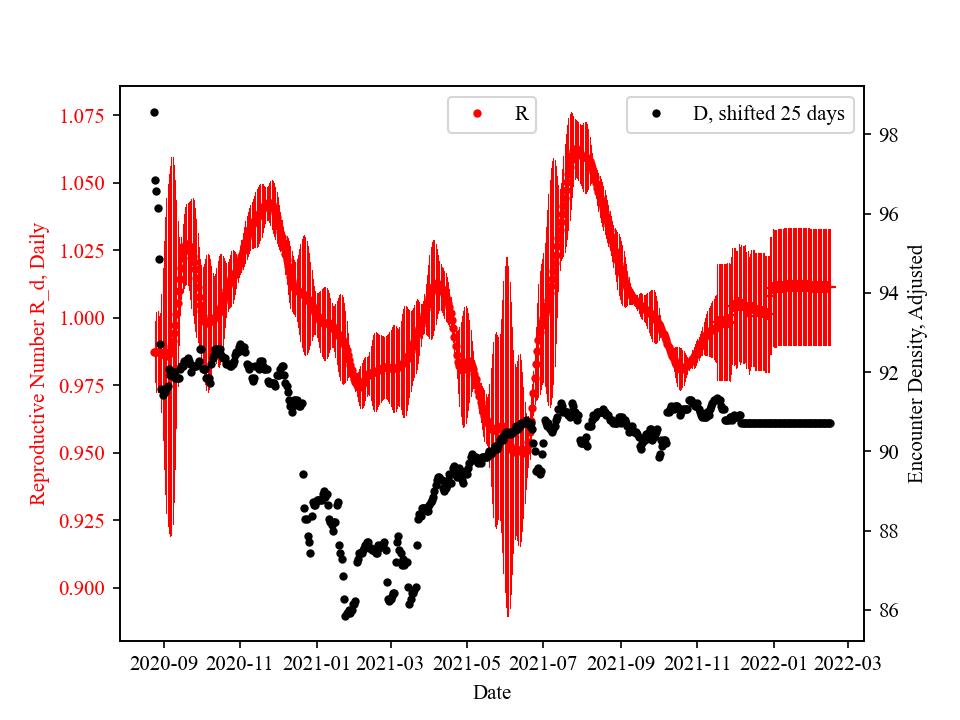 R
D, shifted 25 days
Reproductive Number R_d, Daily
1.075
1.050
1.025
1.000
0.975
0.950
0.925
0.900
98
96
94
92
90
88
86
Encounter Density, Adjusted
2020-09 2020-11 2021-01 2021-03 2021-05 2021-07 2021-09 2021-11 2022-01 2022-03
Date